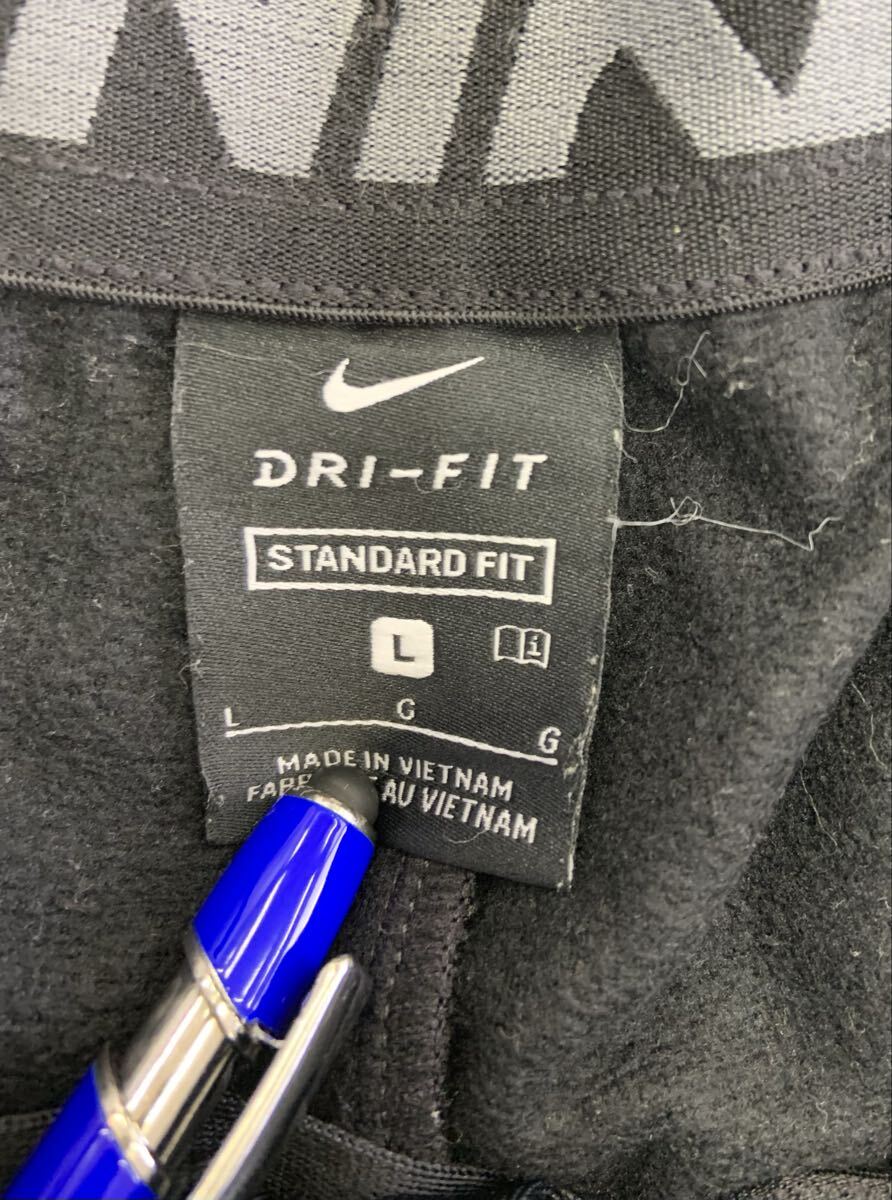 DRI-FIT
STANDARD FIT
L
i
L G G
MADE IN VIETNAM
AU VIETNAM